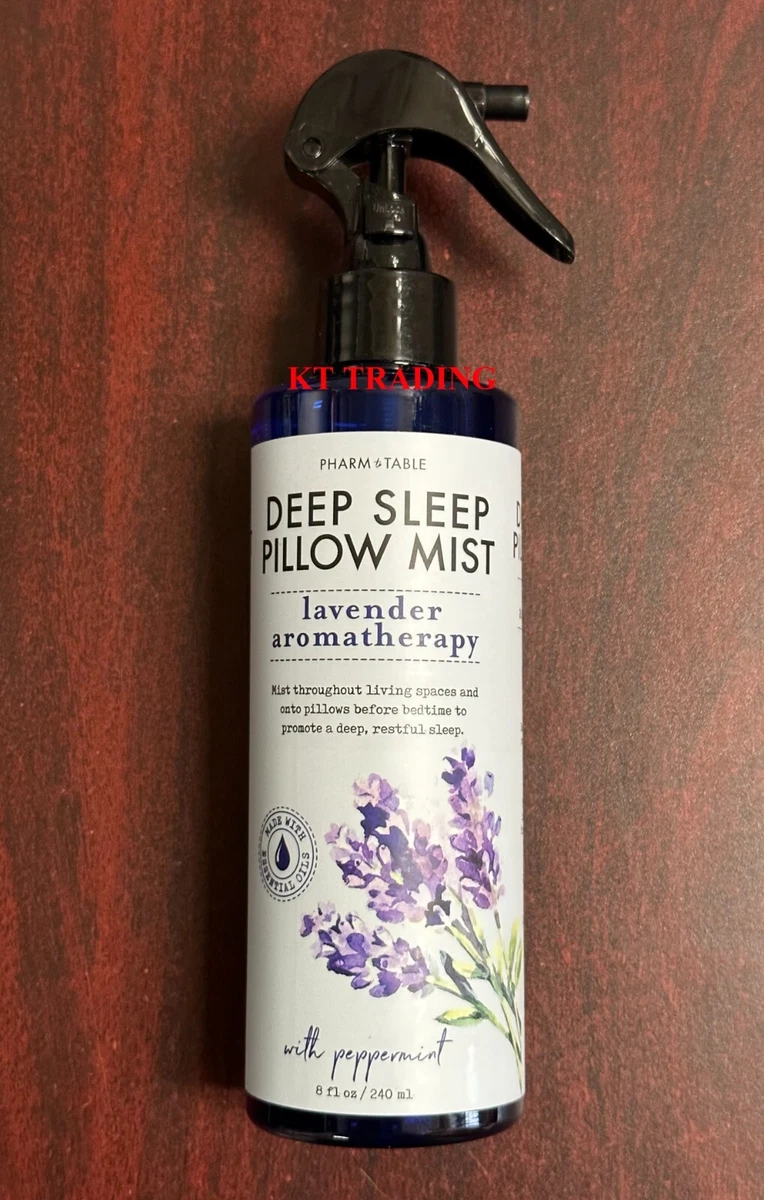 KT TRADING
PHARM to TABLE
DEEP SLEEP
PILLOW MIST
lavender
aromatherapy
Mist throughout living spaces and
onto pillows before bedtime to
promote a deep, restful sleep.
MADE WITH
ESSENTIAL OILS
with peppermint
8 fl oz / 240 ml